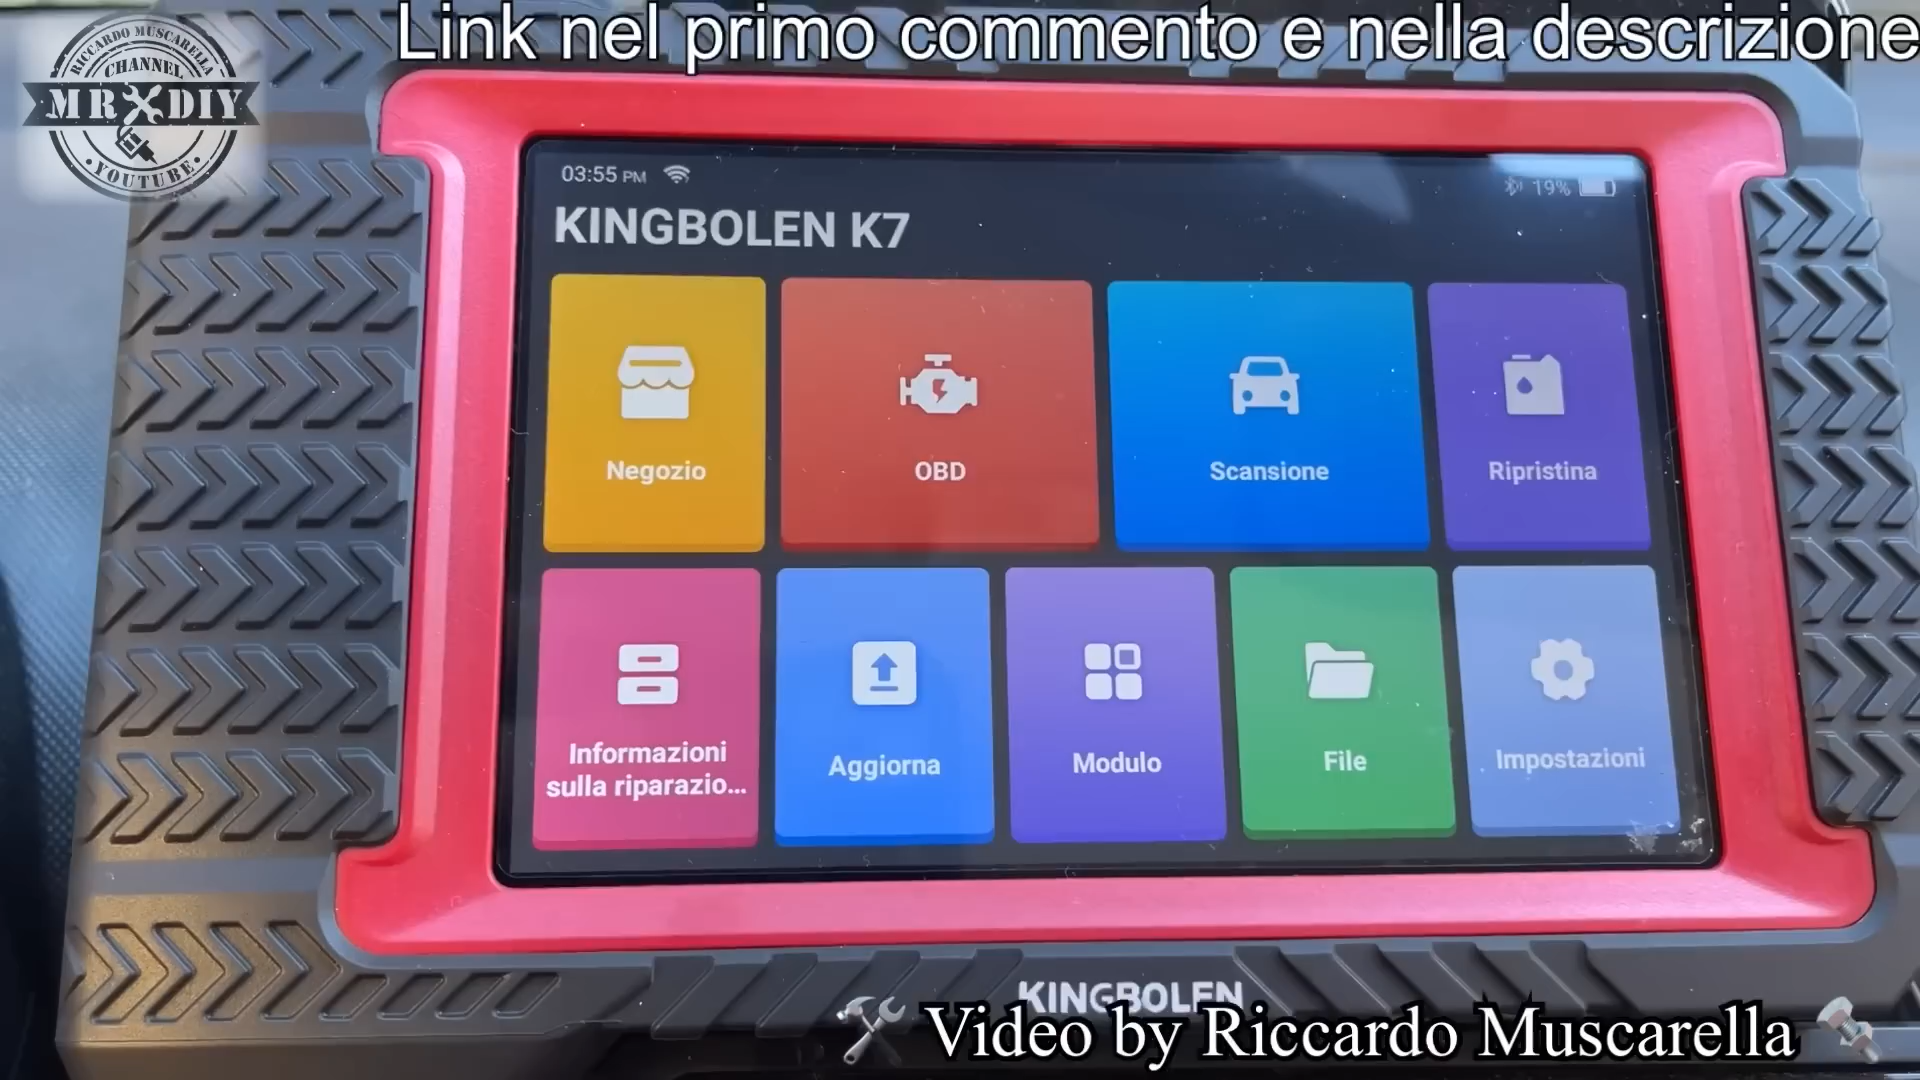 Link nel primo commento e nella descrizione
RICCARDO MUSCARELLA
CHANNEL
MR DIY
YOUTUBE
03:55 PM
19%
KINGBOLEN K7
Negozio
OBD
Scansione
Ripristina
Informazioni
sulla riparazio...
Aggiorna
Modulo
File
Impostazioni
KINGBOLEN
Video by Riccardo Muscarella